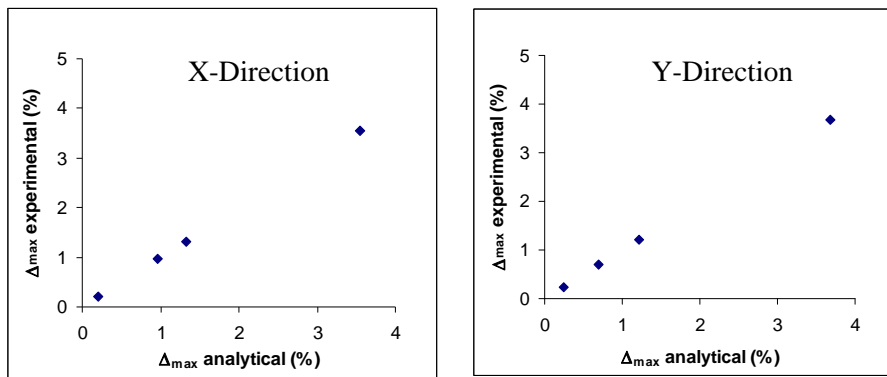 X-Direction
Δmax experimental (%)
5
4
3
2
1
0
0 1 2 3 4
Δmax analytical (%)
Y-Direction
Δmax experimental (%)
5
4
3
2
1
0
0 1 2 3 4
Δmax analytical (%)